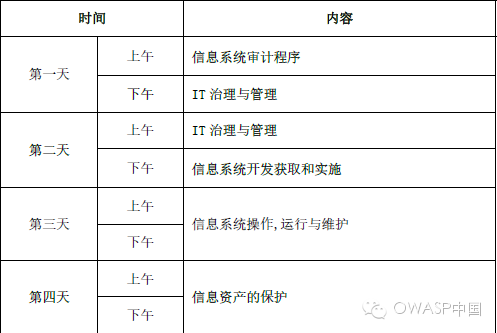 时间 内容
第一天 上午 信息系统审计程序
下午 IT 治理与管理
第二天 上午 IT 治理与管理
下午 信息系统开发获取和实施
第三天 上午 信息系统操作,运行与维护
下午
第四天 上午 信息资产的保护
下午
OWASP中国